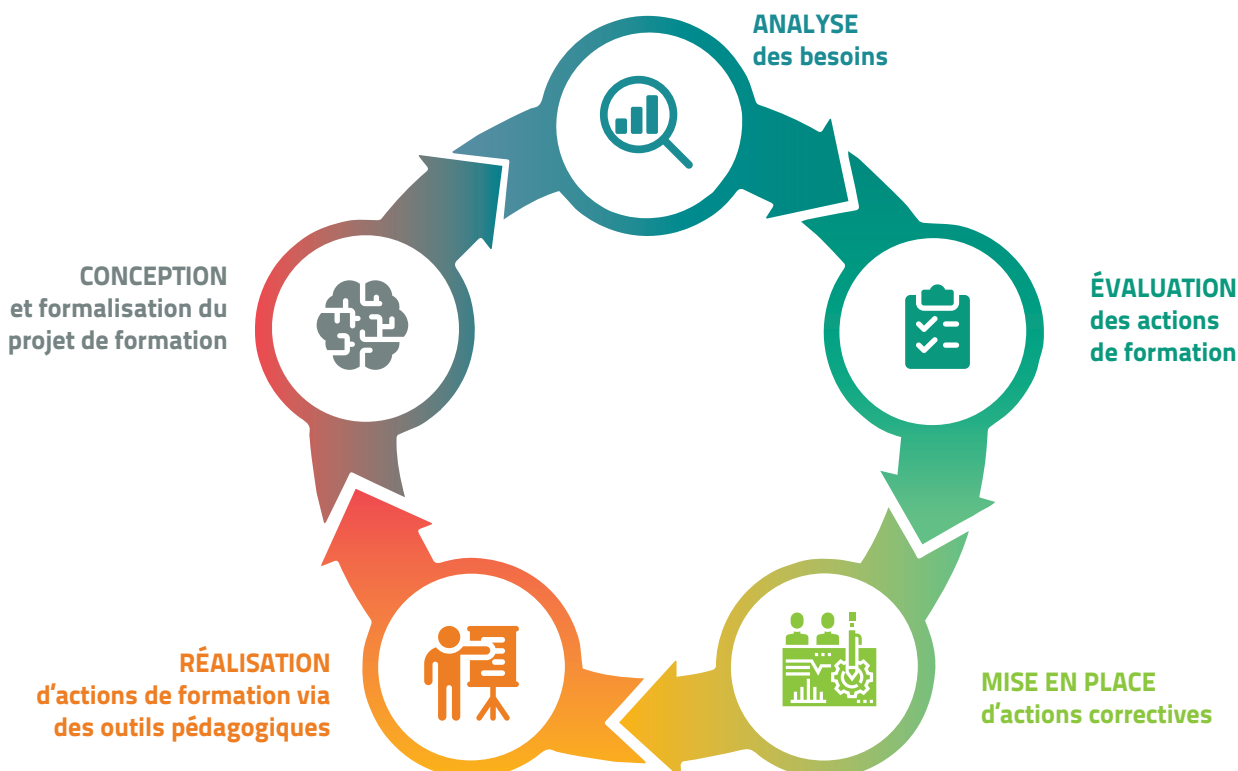 ANALYSE
des besoins
CONCEPTION
et formalisation du
projet de formation
ÉVALUATION
des actions
de formation
RÉALISATION
d'actions de formation via
des outils pédagogiques
MISE EN PLACE
d'actions correctives